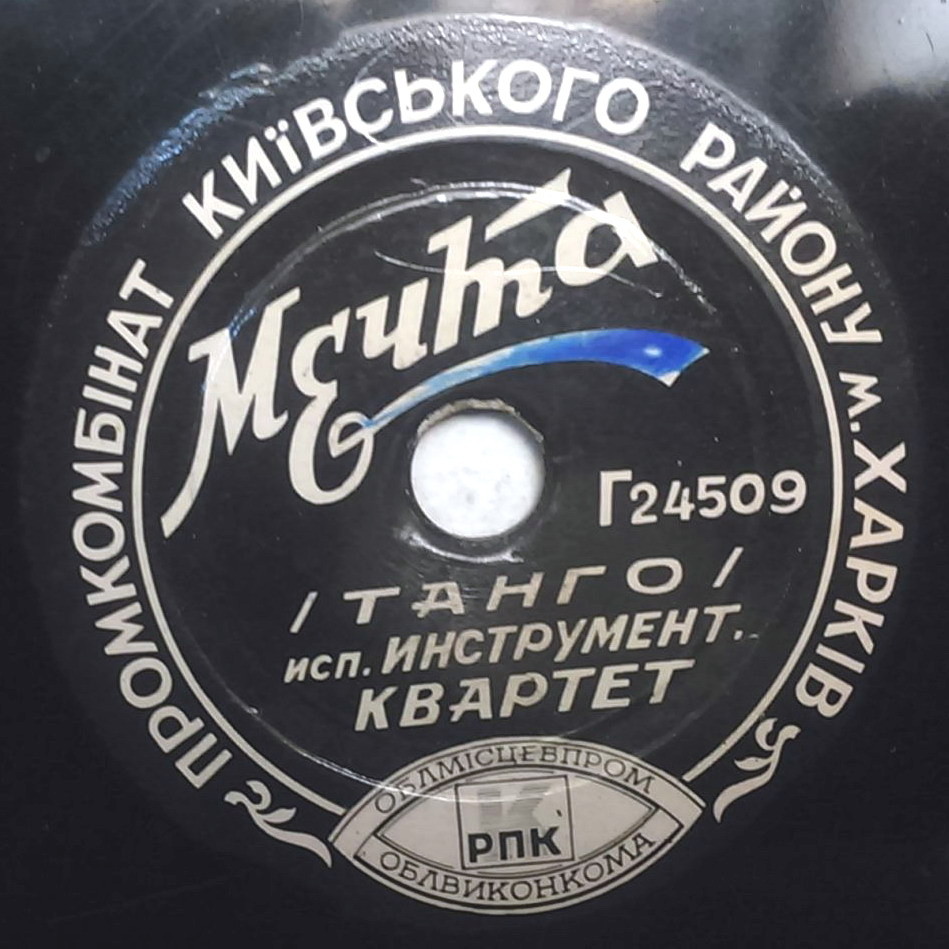 ПРОМКОМБІНАТ КИЇВСЬКОГО РАЙОНУ м. ХАРКІВ
Мечта
Г24509
/ТАНГО/
исп. ИНСТРУМЕНТ.
КВАРТЕТ
ОБЛМІСЦЕВПРОМ
К
РПК
ОБЛВИКОНКОМА